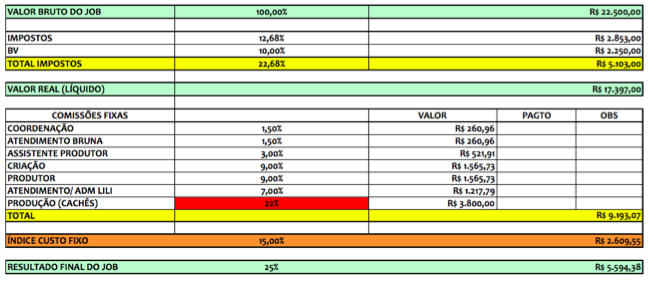 VALOR BRUTO DO JOB 100,00% R$ 22.500,00
IMPOSTOS 12,68% R$ 2.853,00
BV 10,00% R$ 2.250,00
TOTAL IMPOSTOS 22,68% R$ 5.103,00
VALOR REAL (LÍQUIDO) R$ 17.397,00
COMISSÕES FIXAS VALOR PAGTO OBS
COORDENAÇÃO 1,50% R$ 260,96
ATENDIMENTO BRUNA 1,50% R$ 260,96
ASSISTENTE PRODUTOR 3,00% R$ 521,91
CRIAÇÃO 9,00% R$ 1.565,73
PRODUTOR 9,00% R$ 1.565,73
ATENDIMENTO/ ADM LILI 7,00% R$ 1.217,79
PRODUÇÃO (CACHÊS) 22% R$ 3.800,00
TOTAL R$ 9.193,07
ÍNDICE CUSTO FIXO 15,00% R$ 2.609,55
RESULTADO FINAL DO JOB 25% R$ 5.594,38